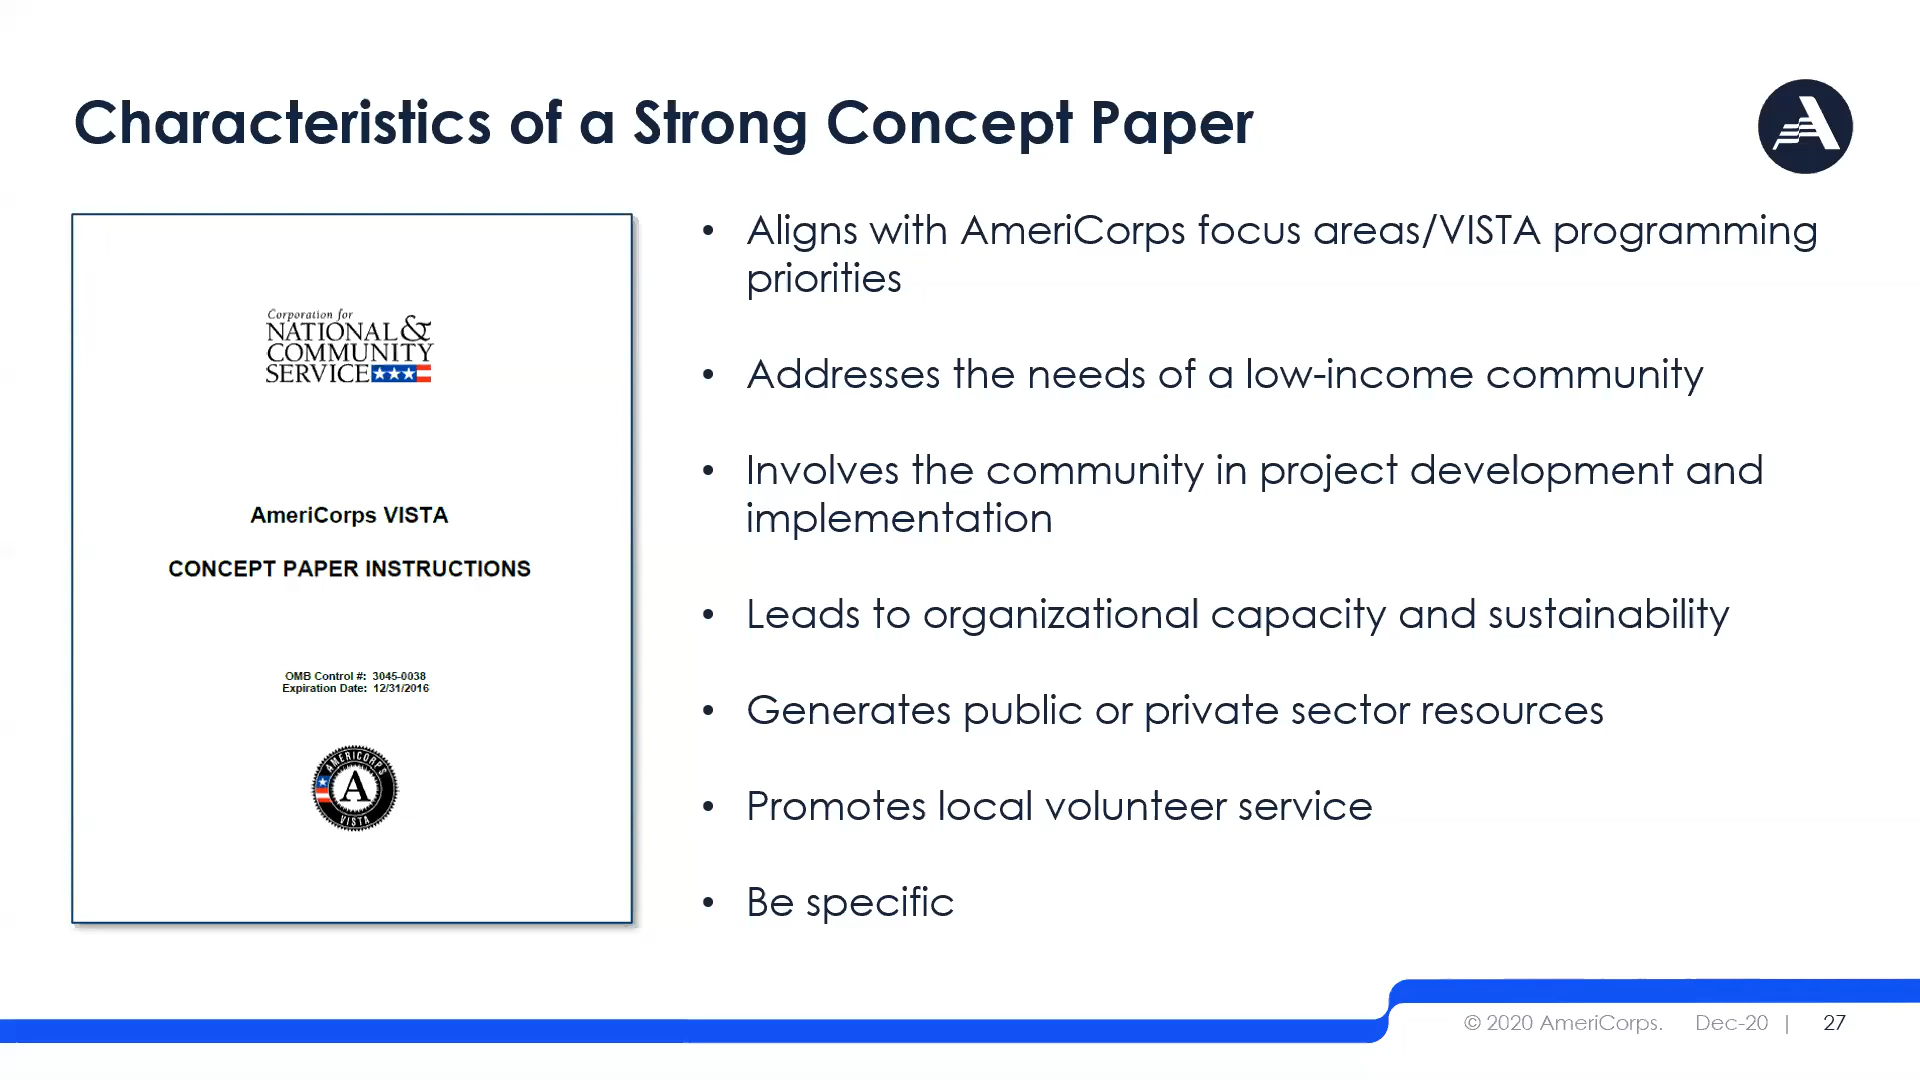 Characteristics of a Strong Concept Paper
Corporation for
NATIONAL &
COMMUNITY
SERVICE
AmeriCorps VISTA
CONCEPT PAPER INSTRUCTIONS
OMB Control #: 3045-0038
Expiration Date: 12/31/2016
AMERICORPS
A
VISTA
• Aligns with AmeriCorps focus areas/VISTA programming
priorities
• Addresses the needs of a low-income community
• Involves the community in project development and
implementation
• Leads to organizational capacity and sustainability
• Generates public or private sector resources
• Promotes local volunteer service
• Be specific
© 2020 AmeriCorps. Dec-20 | 27